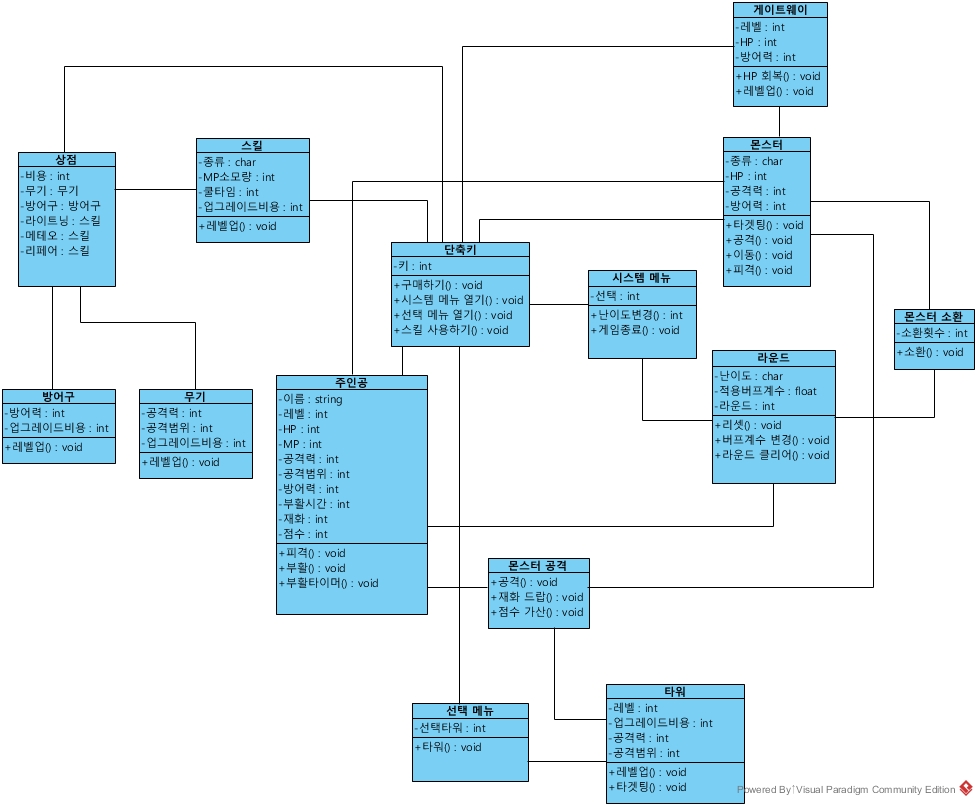 게이트웨이
-레벨 : int
-HP : int
-방어력 : int
+HP 회복() : void
+레벨업() : void
상점
-비용 : int
-무기 : 무기
-방어구 : 방어구
-라이트닝 : 스킬
-메테오 : 스킬
-리페어 : 스킬
스킬
-종류 : char
-MP소모량 : int
-쿨타임 : int
-업그레이드비용 : int
+레벨업() : void
몬스터
-종류 : char
-HP : int
-공격력 : int
-방어력 : int
+타겟팅() : void
+공격() : void
+이동() : void
+피격() : void
단축키
-키 : int
+구매하기() : void
+시스템 메뉴 열기() : void
+선택 메뉴 열기() : void
+스킬 사용하기() : void
시스템 메뉴
-선택 : int
+난이도변경() : int
+게임종료() : void
몬스터 소환
-소환횟수 : int
+소환() : void
라운드
-난이도 : char
-적용버프계수 : float
-라운드 : int
+리셋() : void
+버프계수 변경() : void
+라운드 클리어() : void
방어구
-방어력 : int
-업그레이드비용 : int
+레벨업() : void
무기
-공격력 : int
-공격범위 : int
-업그레이드비용 : int
+레벨업() : void
주인공
-이름 : string
-레벨 : int
-HP : int
-MP : int
-공격력 : int
-공격범위 : int
-방어력 : int
-부활시간 : int
-재화 : int
-점수 : int
+피격() : void
+부활() : void
+부활타이머() : void
몬스터 공격
+공격() : void
+재화 드랍() : void
+점수 가산() : void
선택 메뉴
-선택타워 : int
+타워() : void
타워
-레벨 : int
-업그레이드비용 : int
-공격력 : int
-공격범위 : int
+레벨업() : void
+타겟팅() : void
Powered By Visual Paradigm Community Edition